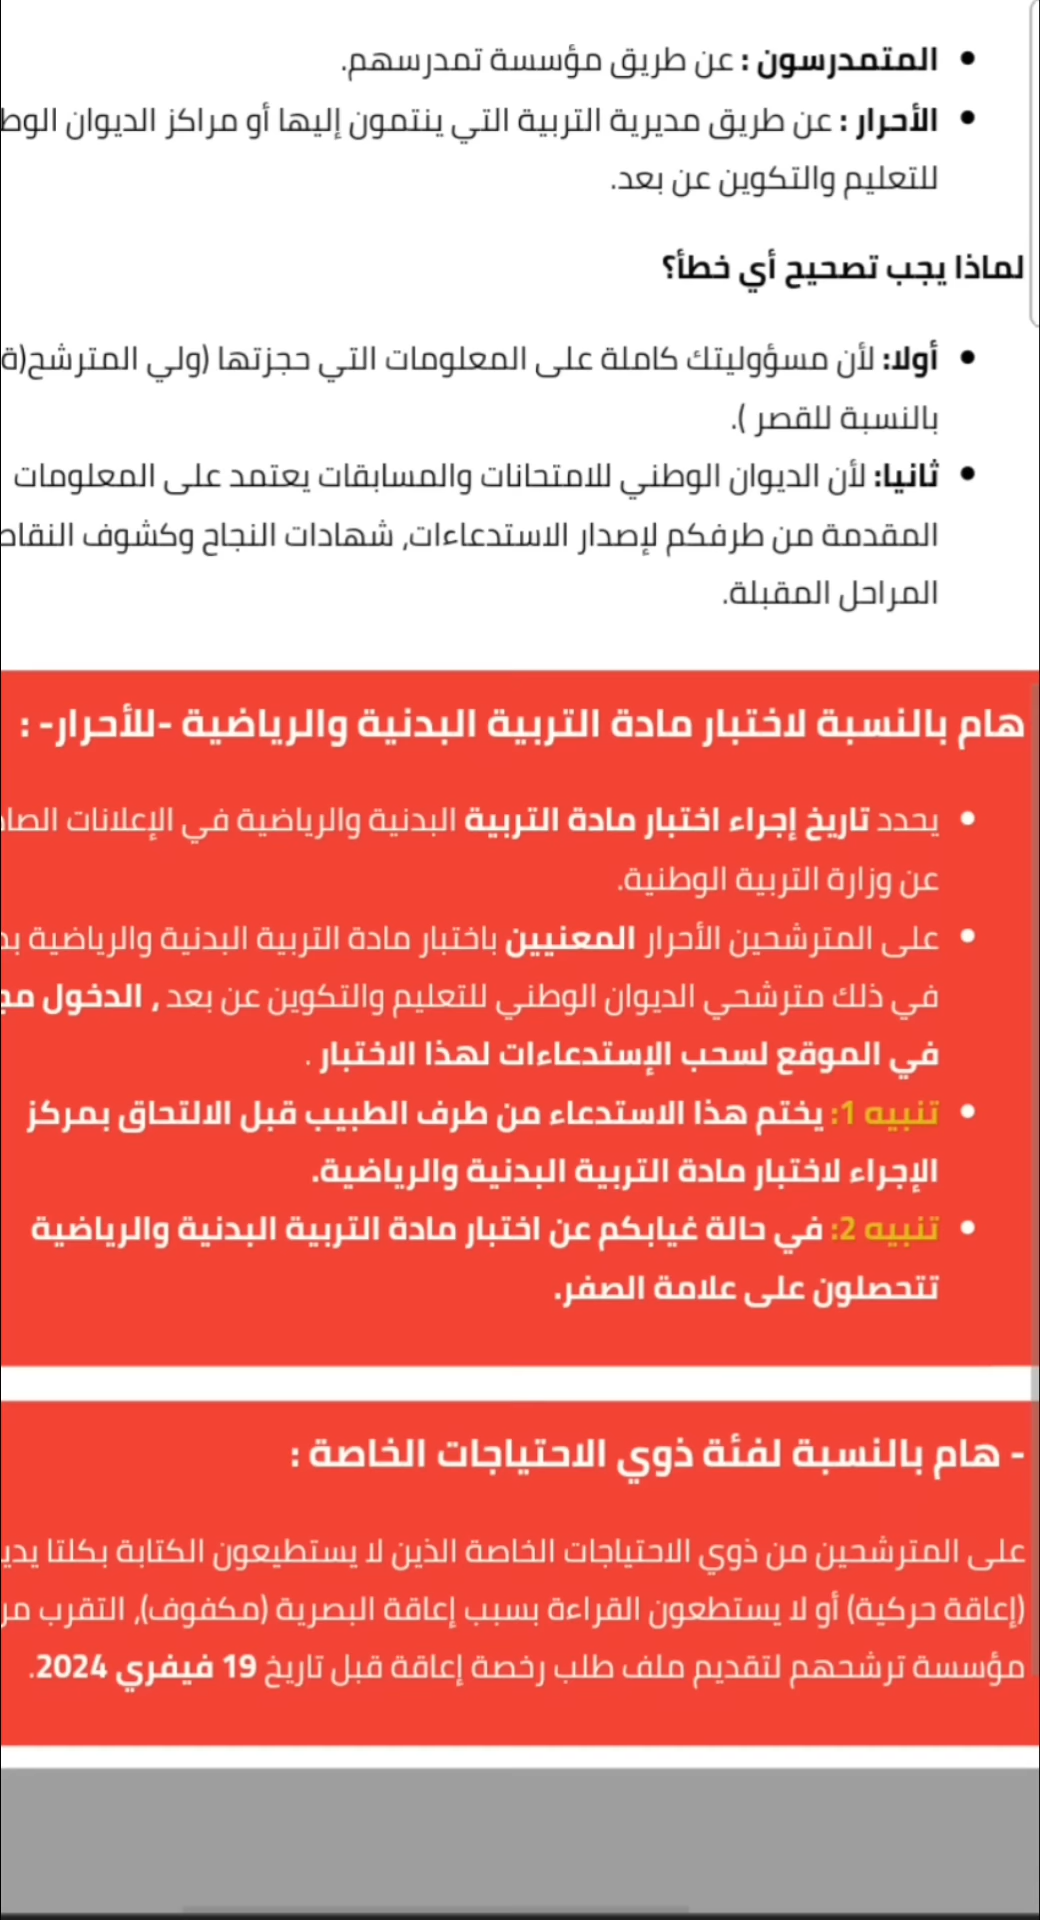 المتمدرسون : عن طريق مؤسسة تمدرسهم.
الأحرار : عن طريق مديرية التربية التي ينتمون إليها أو مراكز الديوان
للتعليم والتكوين عن بعد.
لماذا يجب تصحيح أي خطأ؟
أولا: لأن مسؤوليتك كاملة على المعلومات التي حجزتها (ولي المترشح(ة
بالنسبة للقصر ).
ثانيا: لأن الديوان الوطني للامتحانات والمسابقات يعتمد على المعلومات
المقدمة من طرفكم لإصدار الاستدعاءات, شهادات النجاح وكشوف
المراحل المقبلة.
هام بالنسبة لاختبار مادة التربية البدنية والرياضية -للأحرار- :
يحدد تاريخ إجراء اختبار مادة التربية البدنية والرياضية في الإعلانات
عن وزارة التربية الوطنية.
على المترشحين الأحرار المعنيين باختبار مادة التربية البدنية والرياضية
في ذلك مترشحي الديوان الوطني للتعليم والتكوين عن بعد , الدخول
في الموقع لسحب الإستدعاءات لهذا الاختبار .
تنبيه 1: يختم هذا الاستدعاء من طرف الطبيب قبل الالتحاق بمركز
الإجراء لاختبار مادة التربية البدنية والرياضية.
تنبيه 2: في حالة غيابكم عن اختبار مادة التربية البدنية والرياضية
تتحصلون على علامة الصفر.
- هام بالنسبة لفئة ذوي الاحتياجات الخاصة :
على المترشحين من ذوي الاحتياجات الخاصة الذين لا يستطيعون الكتابة بكلتا
(إعاقة حركية) أو لا يستطعون القراءة بسبب إعاقة البصرية (مكفوف), التقرب
مؤسسة ترشحهم لتقديم ملف طلب رخصة إعاقة قبل تاريخ 19 فيفري 2024.